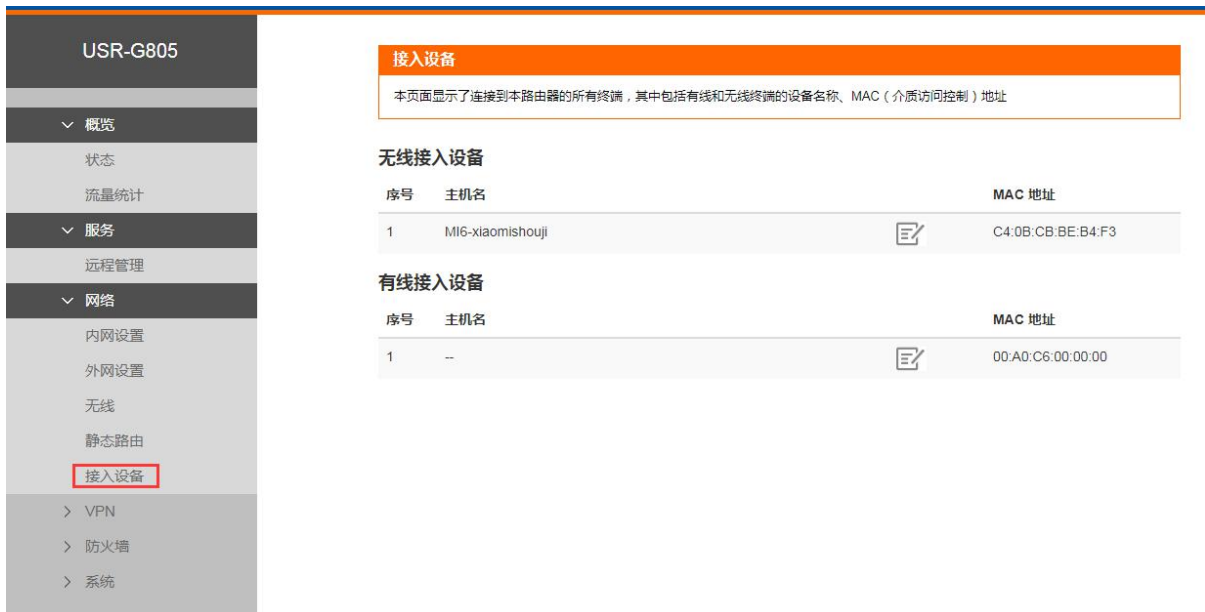 USR-G805
概览
状态
流量统计
服务
远程管理
网络
内网设置
外网设置
无线
静态路由
接入设备
VPN
防火墙
系统
接入设备
本页面显示了连接到本路由器的所有终端，其中包括有线和无线终端的设备名称、MAC（介质访问控制）地址
无线接入设备
序号 主机名 MAC 地址
1 MI6-xiaomishouji C4:0B:CB:BE:B4:F3
有线接入设备
序号 主机名 MAC 地址
1 -- 00:A0:C6:00:00:00